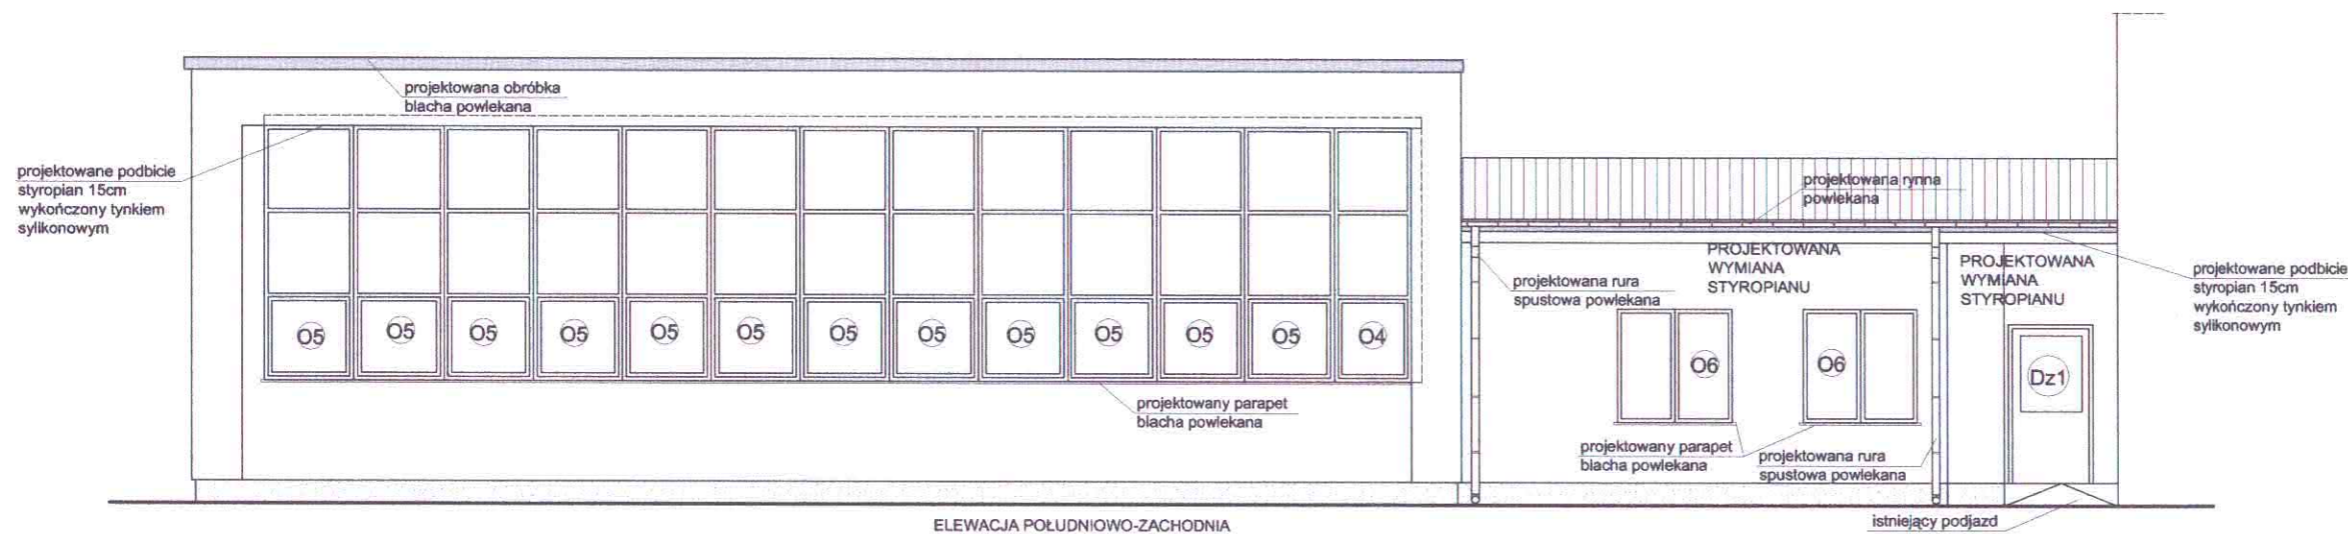 projektowana obróbka
blacha powlekana
projektowane podbicie
styropian 15cm
wykończony tynkiem
sylikonowym
projektowana rynna
powlekana
PROJEKTOWANA
WYMIANA
STYROPIANU
PROJEKTOWANA
WYMIANA
STYROPIANU
projektowana rura
spustowa powlekana
projektowane podbicie
styropian 15cm
wykończony tynkiem
sylikonowym
O5 O5 O5 O5 O5 O5 O5 O5 O5 O5 O5 O5 O4
O6 O6 Dz1
projektowany parapet
blacha powlekana
projektowany parapet
blacha powlekana
projektowana rura
spustowa powlekana
istniejący podjazd
ELEWACJA POŁUDNIOWO-ZACHODNIA